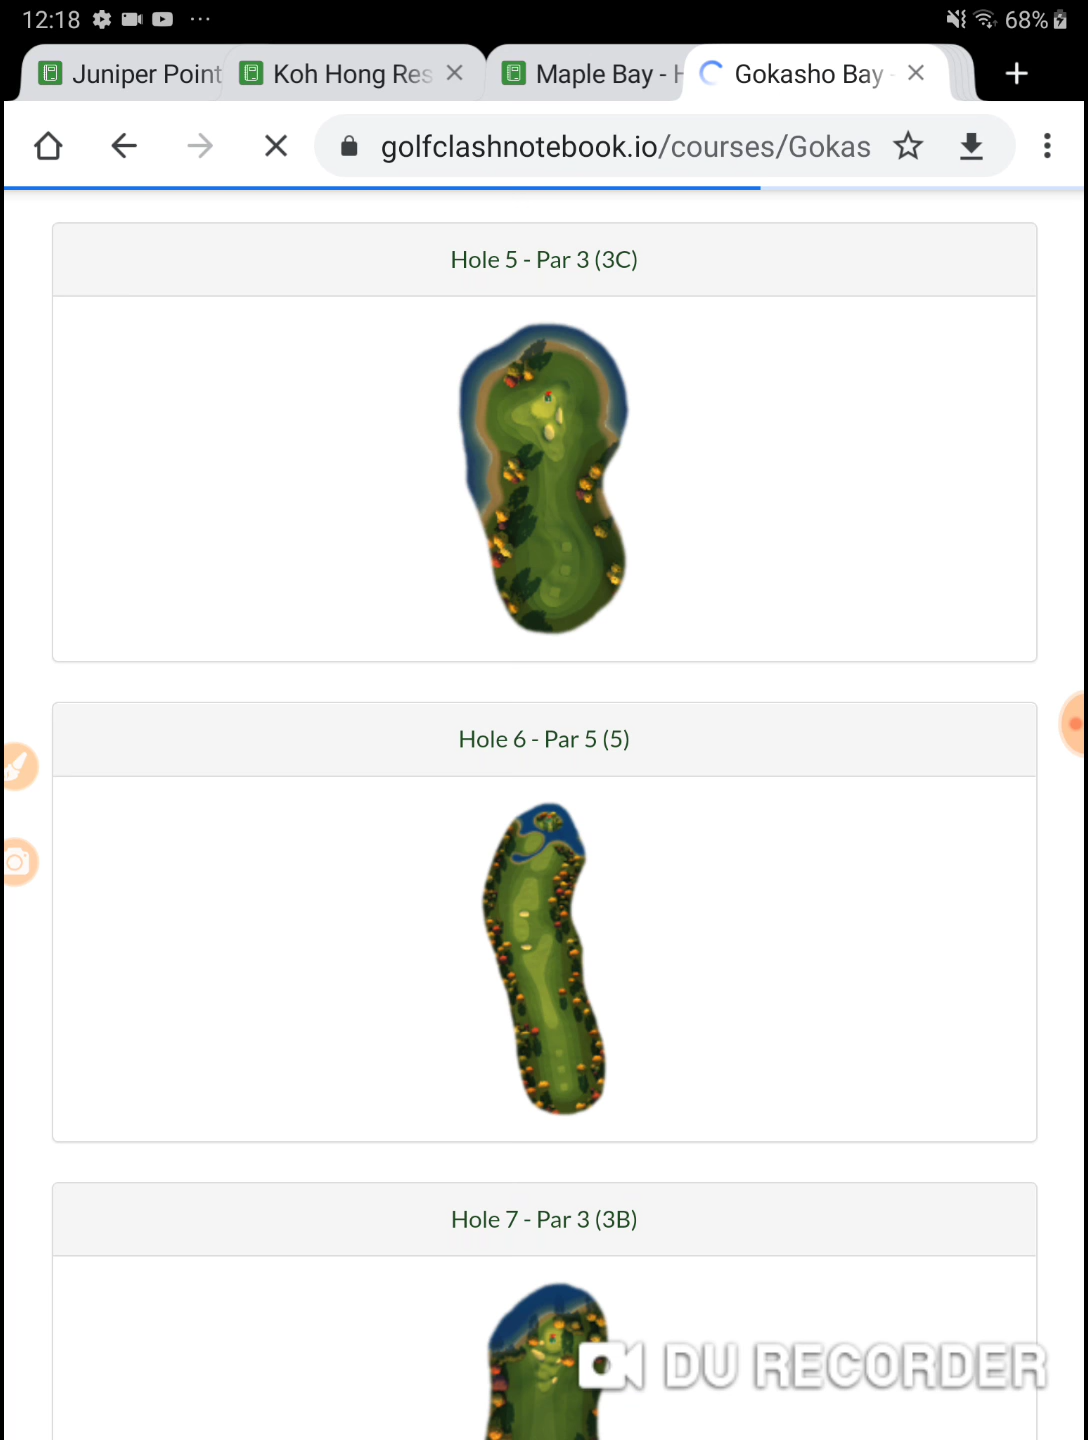 12:18
68%
Juniper Point
Koh Hong Res
Maple Bay - H
Gokasho Bay -
golfclashnotebook.io/courses/Gokas
Hole 5 - Par 3 (3C)
Hole 6 - Par 5 (5)
Hole 7 - Par 3 (3B)
DU RECORDER